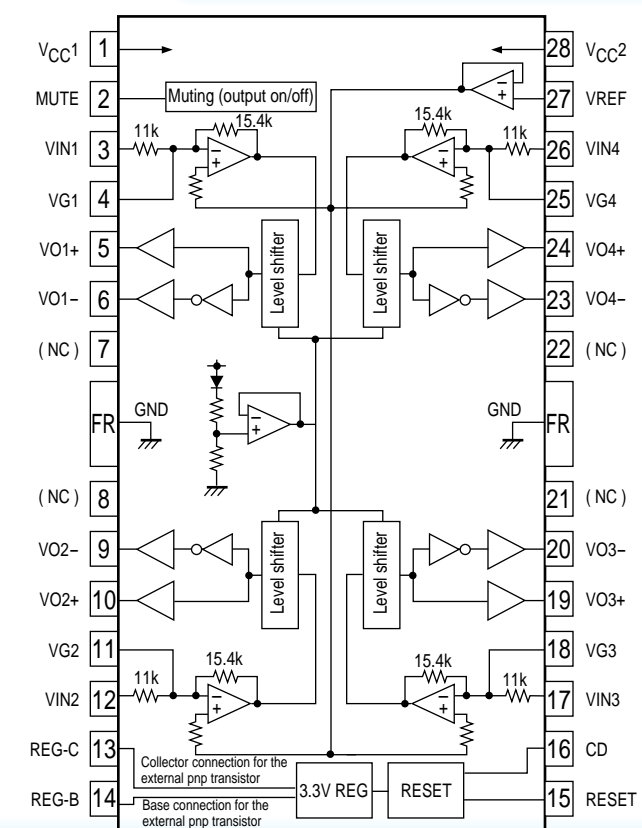 VCC1 1 28 VCC2
MUTE 2 Muting (output on/off) 27 VREF
11k 15.4k 15.4k 11k
VIN1 3 26 VIN4
VG1 4 25 VG4
VO1+ 5 Level shifter Level shifter 24 VO4+
VO1− 6 23 VO4−
( NC ) 7 22 ( NC )
FR GND GND FR
( NC ) 8 21 ( NC )
VO2− 9 Level shifter Level shifter 20 VO3−
VO2+ 10 19 VO3+
VG2 11 18 VG3
11k 15.4k 15.4k 11k
VIN2 12 17 VIN3
REG-C 13 16 CD
Collector connection for the
external pnp transistor
3.3V REG RESET
REG-B 14 15 RESET
Base connection for the
external pnp transistor